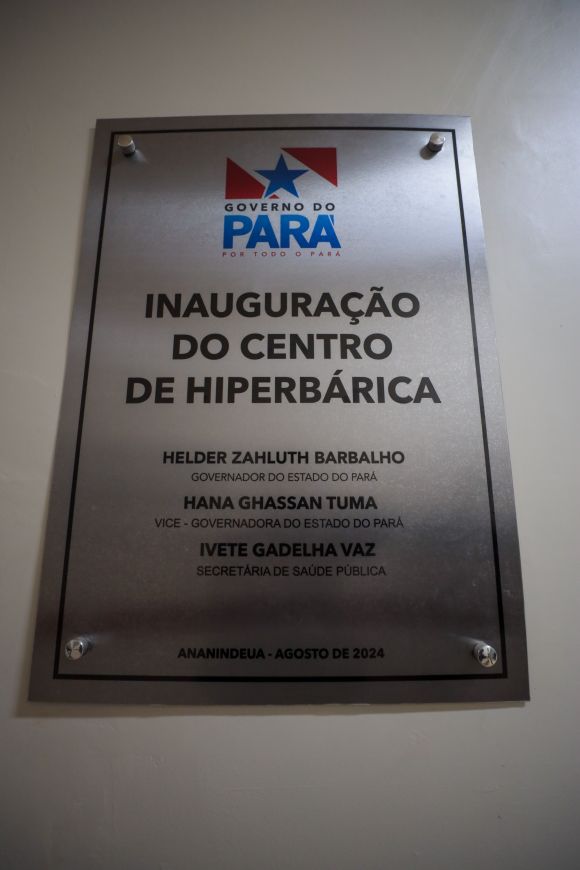 GOVERNO DO
PARÁ
POR TODO O PARÁ
INAUGURAÇÃO
DO CENTRO
DE HIPERBÁRICA
HELDER ZAHLUTH BARBALHO
GOVERNADOR DO ESTADO DO PARÁ
HANA GHASSAN TUMA
VICE - GOVERNADORA DO ESTADO DO PARÁ
IVETE GADELHA VAZ
SECRETÁRIA DE SAÚDE PÚBLICA
ANANINDEUA - AGOSTO DE 2024